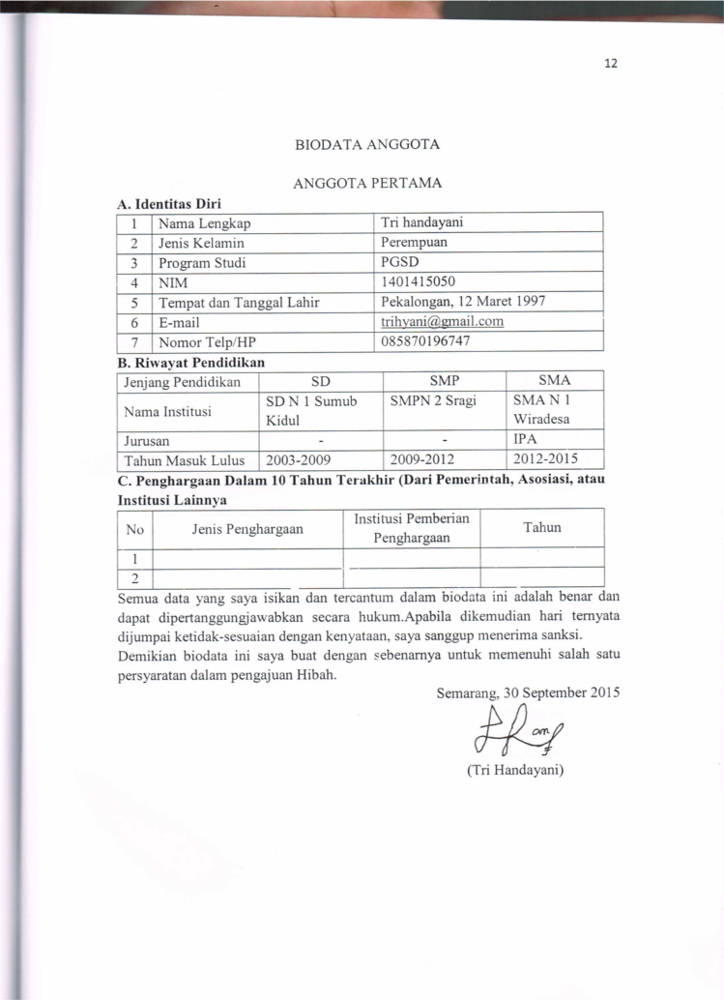 12
BIODATA ANGGOTA
ANGGOTA PERTAMA
A. Identitas Diri
1 Nama Lengkap Tri handayani
2 Jenis Kelamin Perempuan
3 Program Studi PGSD
4 NIM 1401415050
5 Tempat dan Tanggal Lahir Pekalongan, 12 Maret 1997
6 E-mail trihyani@gmail.com
7 Nomor Telp/HP 085870196747
B. Riwayat Pendidikan
Jenjang Pendidikan SD SMP SMA
Nama Institusi SD N 1 Sumub Kidul SMPN 2 Sragi SMA N 1 Wiradesa
Jurusan - - IPA
Tahun Masuk Lulus 2003-2009 2009-2012 2012-2015
C. Penghargaan Dalam 10 Tahun Terakhir (Dari Pemerintah, Asosiasi, atau
Institusi Lainnya
No Jenis Penghargaan Institusi Pemberian Penghargaan Tahun
1
2
Semua data yang saya isikan dan tercantum dalam biodata ini adalah benar dan
dapat dipertanggungjawabkan secara hukum.Apabila dikemudian hari ternyata
dijumpai ketidak-sesuaian dengan kenyataan, saya sanggup menerima sanksi.
Demikian biodata ini saya buat dengan sebenarnya untuk memenuhi salah satu
persyaratan dalam pengajuan Hibah.
Semarang, 30 September 2015
(Tri Handayani)